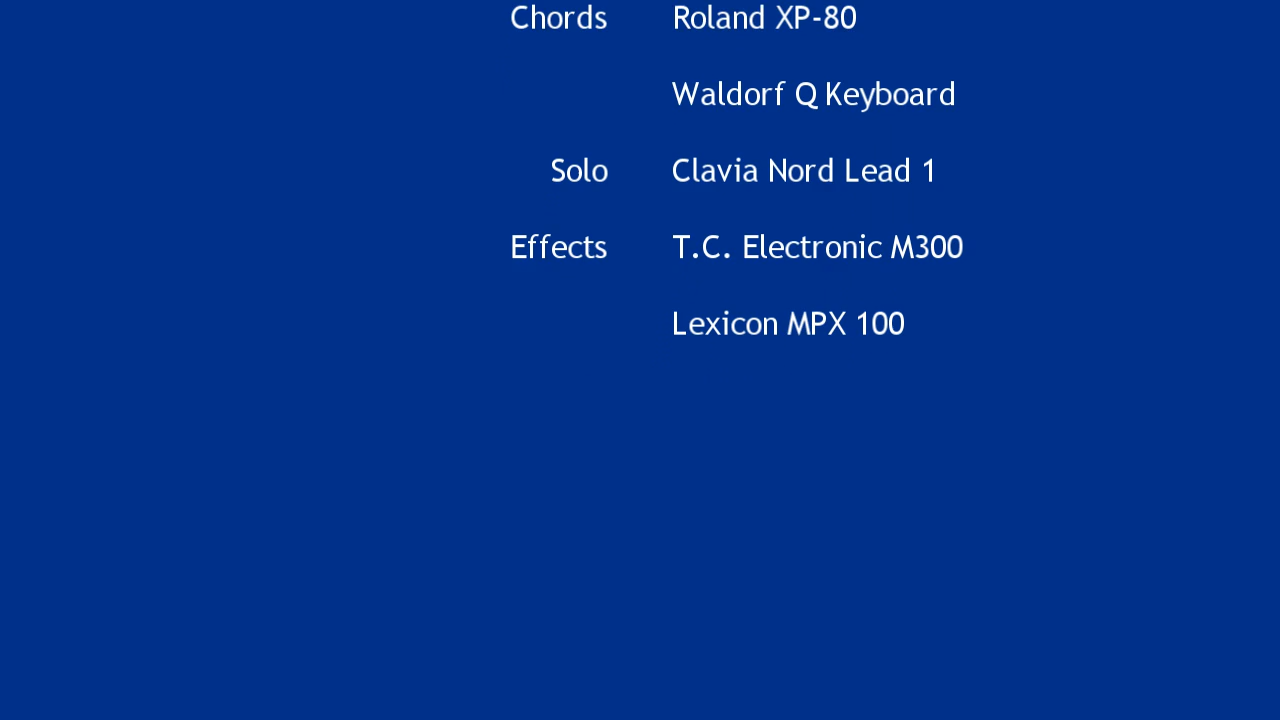 Chords Roland XP-80
Waldorf Q Keyboard
Solo Clavia Nord Lead 1
Effects T.C. Electronic M300
Lexicon MPX 100